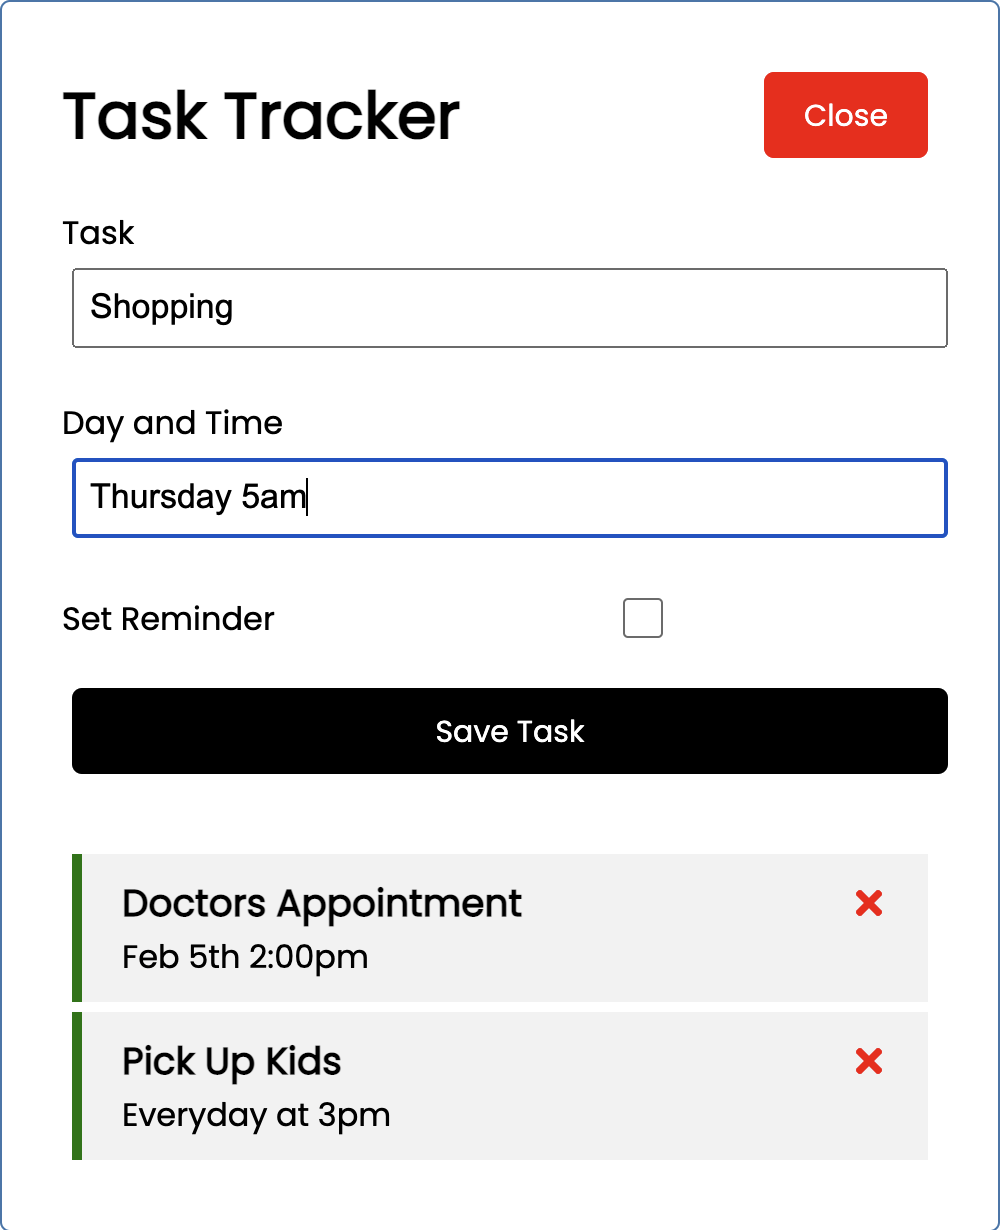 Task Tracker
Close
Task
Shopping
Day and Time
Thursday 5am
Set Reminder
Save Task
Doctors Appointment
Feb 5th 2:00pm
Pick Up Kids
Everyday at 3pm